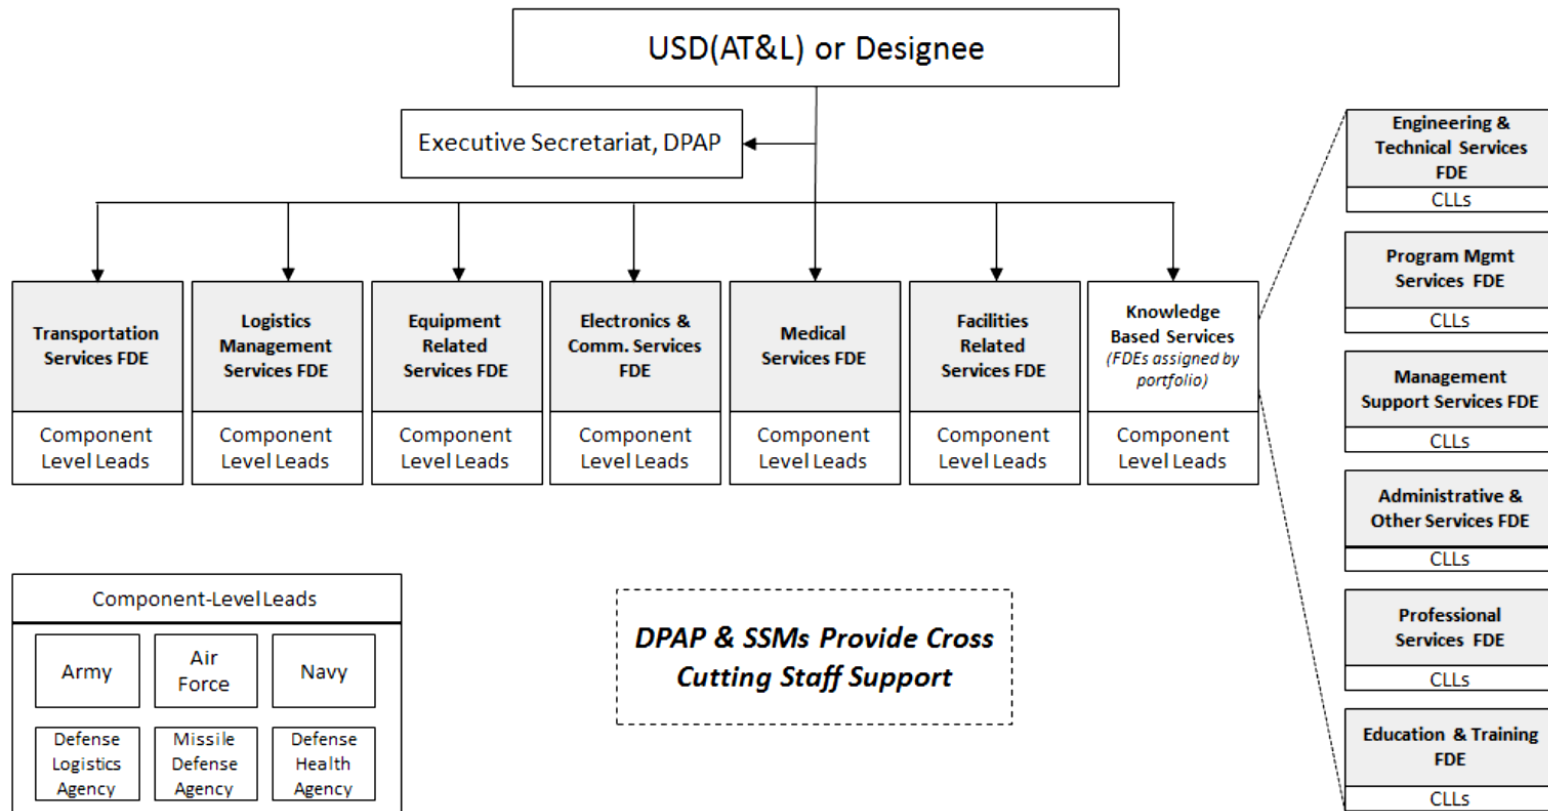 USD(AT&L) or Designee
Executive Secretariat, DPAP
Transportation
Services FDE
Component
Level Leads
Logistics
Management
Services FDE
Component
Level Leads
Equipment
Related
Services FDE
Component
Level Leads
Electronics &
Comm. Services
FDE
Component
Level Leads
Medical
Services FDE
Component
Level Leads
Facilities
Related
Services FDE
Component
Level Leads
Knowledge
Based Services
(FDEs assigned by
portfolio)
Component
Level Leads
Engineering &
Technical Services
FDE
CLLs
Program Mgmt
Services FDE
CLLs
Management
Support Services FDE
CLLs
Administrative &
Other Services FDE
CLLs
Professional
Services FDE
CLLs
Education & Training
FDE
CLLs
Component-Level Leads
Army
Air
Force
Navy
Defense
Logistics
Agency
Missile
Defense
Agency
Defense
Health
Agency
DPAP & SSMs Provide Cross
Cutting Staff Support